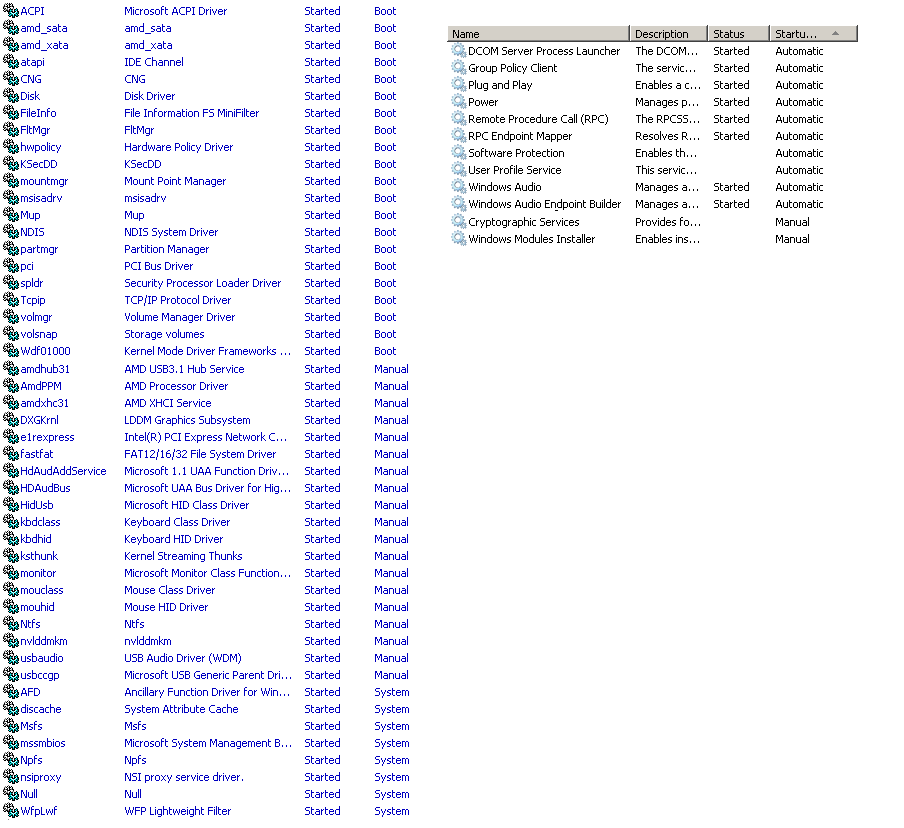 ACPI Microsoft ACPI Driver Started Boot
amd_sata amd_sata Started Boot
amd_xata amd_xata Started Boot
atapi IDE Channel Started Boot
CNG CNG Started Boot
Disk Disk Driver Started Boot
FileInfo File Information FS MiniFilter Started Boot
FltMgr FltMgr Started Boot
hwpolicy Hardware Policy Driver Started Boot
KSecDD KSecDD Started Boot
mountmgr Mount Point Manager Started Boot
msisadrv msisadrv Started Boot
Mup Mup Started Boot
NDIS NDIS System Driver Started Boot
partmgr Partition Manager Started Boot
pci PCI Bus Driver Started Boot
spldr Security Processor Loader Driver Started Boot
Tcpip TCP/IP Protocol Driver Started Boot
volmgr Volume Manager Driver Started Boot
volsnap Storage volumes Started Boot
Wdf01000 Kernel Mode Driver Frameworks ... Started Boot
amdhub31 AMD USB3.1 Hub Service Started Manual
AmdPPM AMD Processor Driver Started Manual
amdxhc31 AMD XHCI Service Started Manual
DXGKrnl LDDM Graphics Subsystem Started Manual
e1rexpress Intel(R) PCI Express Network C... Started Manual
fastfat FAT12/16/32 File System Driver Started Manual
HdAudAddService Microsoft 1.1 UAA Function Driv... Started Manual
HDAudBus Microsoft UAA Bus Driver for Hig... Started Manual
HidUsb Microsoft HID Class Driver Started Manual
kbdclass Keyboard Class Driver Started Manual
kbdhid Keyboard HID Driver Started Manual
ksthunk Kernel Streaming Thunks Started Manual
monitor Microsoft Monitor Class Function... Started Manual
mouclass Mouse Class Driver Started Manual
mouhid Mouse HID Driver Started Manual
Ntfs Ntfs Started Manual
nvlddmkm nvlddmkm Started Manual
usbaudio USB Audio Driver (WDM) Started Manual
usbccgp Microsoft USB Generic Parent Dri... Started Manual
AFD Ancillary Function Driver for Win... Started System
discache System Attribute Cache Started System
Msfs Msfs Started System
mssmbios Microsoft System Management B... Started System
Npfs Npfs Started System
nsiproxy NSI proxy service driver. Started System
Null Null Started System
WfpLwf WFP Lightweight Filter Started System
Name Description Status Startu...
DCOM Server Process Launcher The DCOM... Started Automatic
Group Policy Client The servic... Started Automatic
Plug and Play Enables a c... Started Automatic
Power Manages p... Started Automatic
Remote Procedure Call (RPC) The RPCSS... Started Automatic
RPC Endpoint Mapper Resolves R... Started Automatic
Software Protection Enables th... Automatic
User Profile Service This servic... Automatic
Windows Audio Manages a... Started Automatic
Windows Audio Endpoint Builder Manages a... Started Automatic
Cryptographic Services Provides fo... Manual
Windows Modules Installer Enables ins... Manual